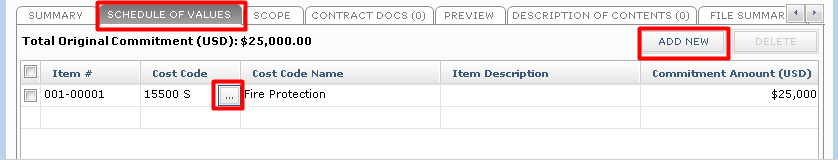 SUMMARY SCHEDULE OF VALUES SCOPE CONTRACT DOCS (0) PREVIEW DESCRIPTION OF CONTENTS (0) FILE SUMMAR
Total Original Commitment (USD): $25,000.00 ADD NEW DELETE
Item # Cost Code Cost Code Name Item Description Commitment Amount (USD)
001-00001 15500 S ... Fire Protection $25,000